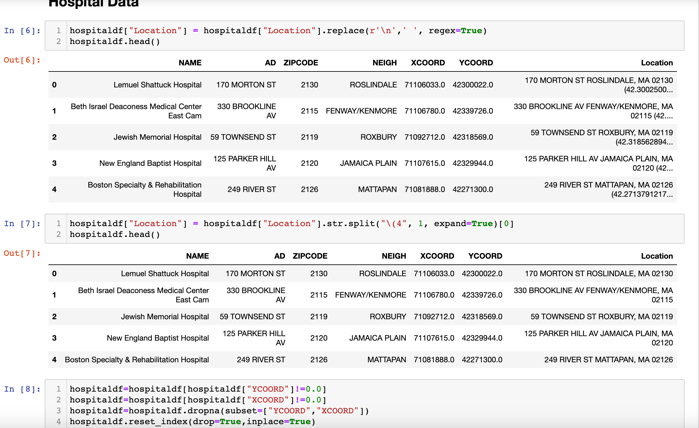 Hospital Data
In [6]: 1 hospitaldf["Location"] = hospitaldf["Location"].replace(r'\n',' ', regex=True)
2 hospitaldf.head()
Out[6]:
NAME AD ZIPCODE NEIGH XCOORD YCOORD Location
0 Lemuel Shattuck Hospital 170 MORTON ST 2130 ROSLINDALE 71106033.0 42300022.0 170 MORTON ST ROSLINDALE, MA 02130
(42.3002500...
1 Beth Israel Deaconess Medical Center 330 BROOKLINE 2115 FENWAY/KENMORE 71106780.0 42339726.0 330 BROOKLINE AV FENWAY/KENMORE, MA
East Cam AV 02115 (42....
2 Jewish Memorial Hospital 59 TOWNSEND ST 2119 ROXBURY 71092712.0 42318569.0 59 TOWNSEND ST ROXBURY, MA 02119
(42.318562894...
3 New England Baptist Hospital 125 PARKER HILL 2120 JAMAICA PLAIN 71107615.0 42329944.0 125 PARKER HILL AV JAMAICA PLAIN, MA
AV 02120 (42...
4 Boston Specialty & Rehabilitation 249 RIVER ST 2126 MATTAPAN 71081888.0 42271300.0 249 RIVER ST MATTAPAN, MA 02126
Hospital (42.2713791217...
In [7]: 1 hospitaldf["Location"] = hospitaldf["Location"].str.split("\(4", 1, expand=True)[0]
2 hospitaldf.head()
Out[7]:
NAME AD ZIPCODE NEIGH XCOORD YCOORD Location
0 Lemuel Shattuck Hospital 170 MORTON ST 2130 ROSLINDALE 71106033.0 42300022.0 170 MORTON ST ROSLINDALE, MA 02130
1 Beth Israel Deaconess Medical Center 330 BROOKLINE 2115 FENWAY/KENMORE 71106780.0 42339726.0 330 BROOKLINE AV FENWAY/KENMORE, MA
East Cam AV 02115
2 Jewish Memorial Hospital 59 TOWNSEND ST 2119 ROXBURY 71092712.0 42318569.0 59 TOWNSEND ST ROXBURY, MA 02119
3 New England Baptist Hospital 125 PARKER HILL 2120 JAMAICA PLAIN 71107615.0 42329944.0 125 PARKER HILL AV JAMAICA PLAIN, MA
AV 02120
4 Boston Specialty & Rehabilitation Hospital 249 RIVER ST 2126 MATTAPAN 71081888.0 42271300.0 249 RIVER ST MATTAPAN, MA 02126
In [8]: 1 hospitaldf=hospitaldf[hospitaldf["YCOORD"]!=0.0]
2 hospitaldf=hospitaldf[hospitaldf["XCOORD"]!=0.0]
3 hospitaldf=hospitaldf.dropna(subset=["YCOORD","XCOORD"])
4 hospitaldf.reset_index(drop=True,inplace=True)